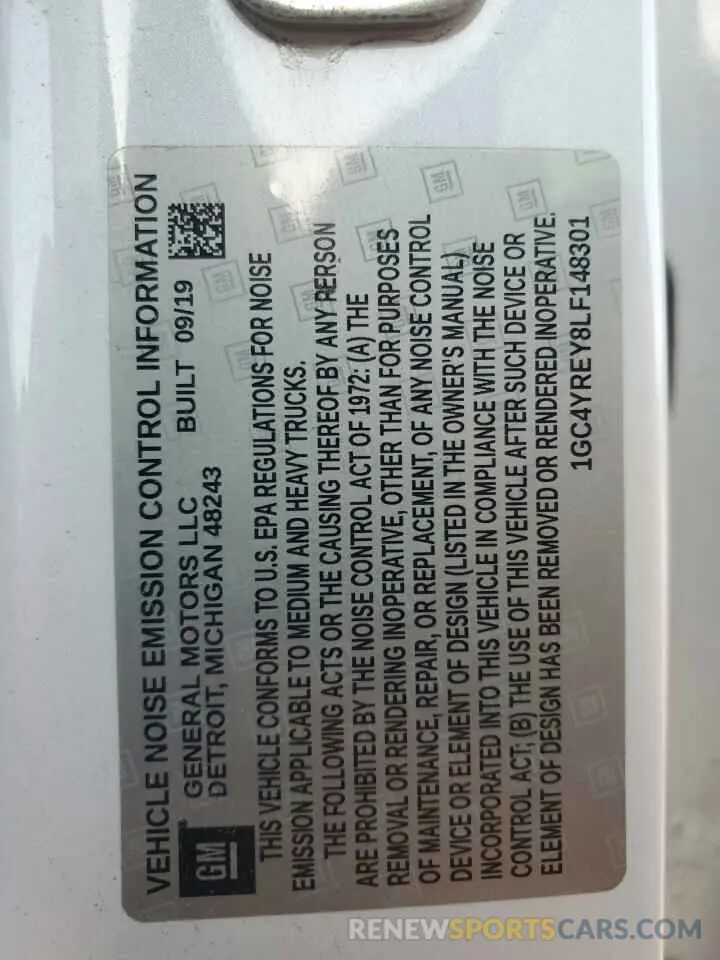 VEHICLE NOISE EMISSION CONTROL INFORMATION
GM
GENERAL MOTORS LLC BUILT 09/19
DETROIT, MICHIGAN 48243
THIS VEHICLE CONFORMS TO U.S. EPA REGULATIONS FOR NOISE
EMISSION APPLICABLE TO MEDIUM AND HEAVY TRUCKS.
THE FOLLOWING ACTS OR THE CAUSING THEREOF BY ANY PERSON
ARE PROHIBITED BY THE NOISE CONTROL ACT OF 1972: (A) THE
REMOVAL OR RENDERING INOPERATIVE, OTHER THAN FOR PURPOSES
OF MAINTENANCE, REPAIR, OR REPLACEMENT, OF ANY NOISE CONTROL
DEVICE OR ELEMENT OF DESIGN (LISTED IN THE OWNER'S MANUAL)
INCORPORATED INTO THIS VEHICLE IN COMPLIANCE WITH THE NOISE
CONTROL ACT; (B) THE USE OF THIS VEHICLE AFTER SUCH DEVICE OR
ELEMENT OF DESIGN HAS BEEN REMOVED OR RENDERED INOPERATIVE.
1GC4YREY8LF148301
RENEWSPORTSCARS.COM